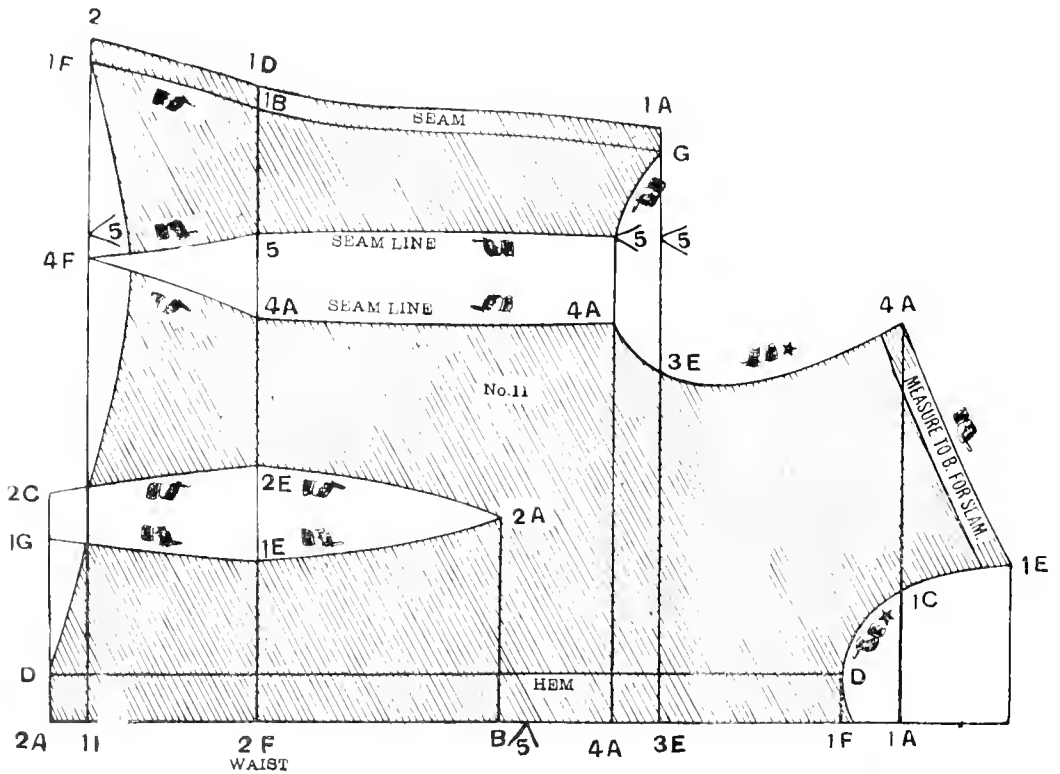 2
1F
1D
1B
1A
SEAM
G
5
5
SEAM LINE
5
5
4F
4A
SEAM LINE
4A
4A
3E
No.11
MEASURE TO B. FOR SEAM.
2C
2E
2A
1G
1E
1E
1C
D
HEM
D
2A
11
2F
B
5
4A
3E
1F
1A
WAIST